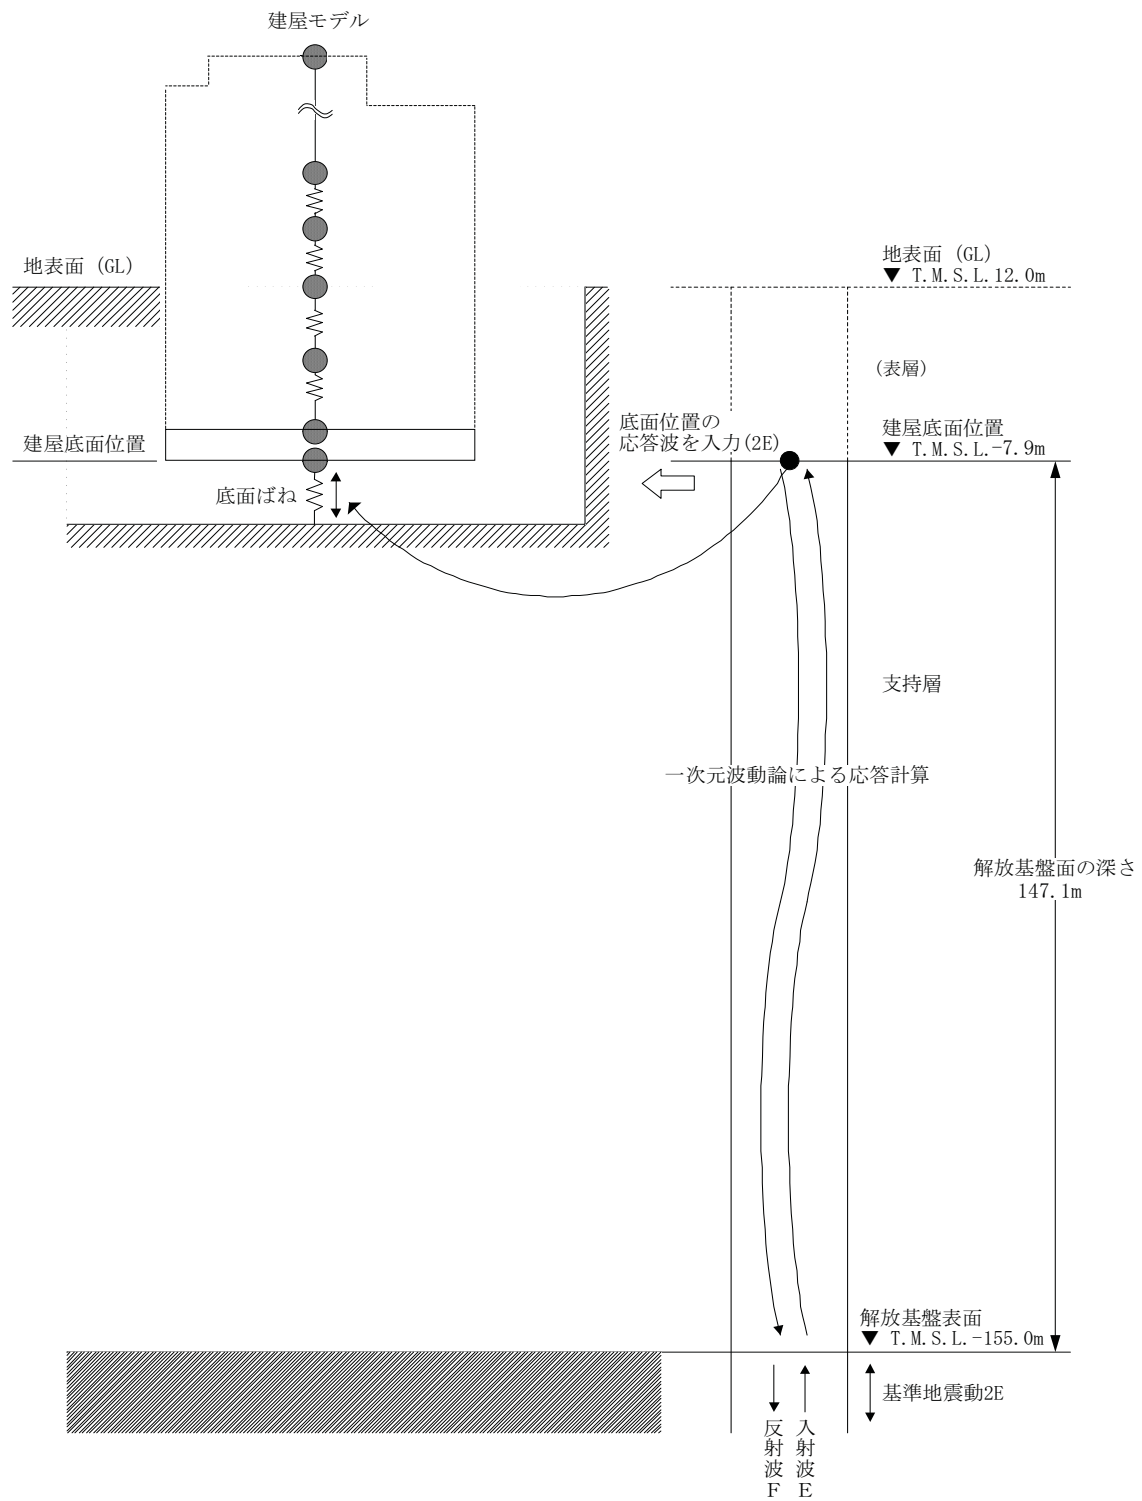 建屋モデル
地表面 (GL)
地表面 (GL)
▼ T.M.S.L.12.0m
(表層)
底面位置の
応答波を入力(2E)
建屋底面位置
▼ T.M.S.L.-7.9m
建屋底面位置
底面ばね
支持層
一次元波動論による応答計算
解放基盤面の深さ
147.1m
解放基盤表面
▼ T.M.S.L.-155.0m
基準地震動2E
反射波F
入射波E